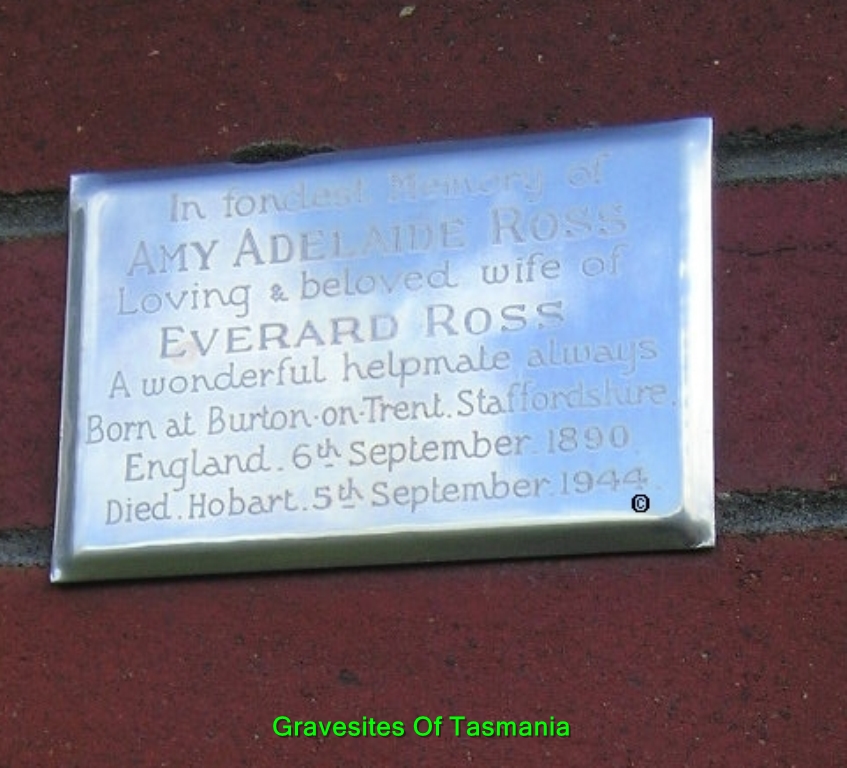 In fondest Memory of
AMY ADELAIDE ROSS
Loving & beloved wife of
EVERARD ROSS
A wonderful helpmate always
Born at Burton-on-Trent. Staffordshire.
England. 6th September. 1890.
Died. Hobart. 5th September. 1944.
©
Gravesites Of Tasmania